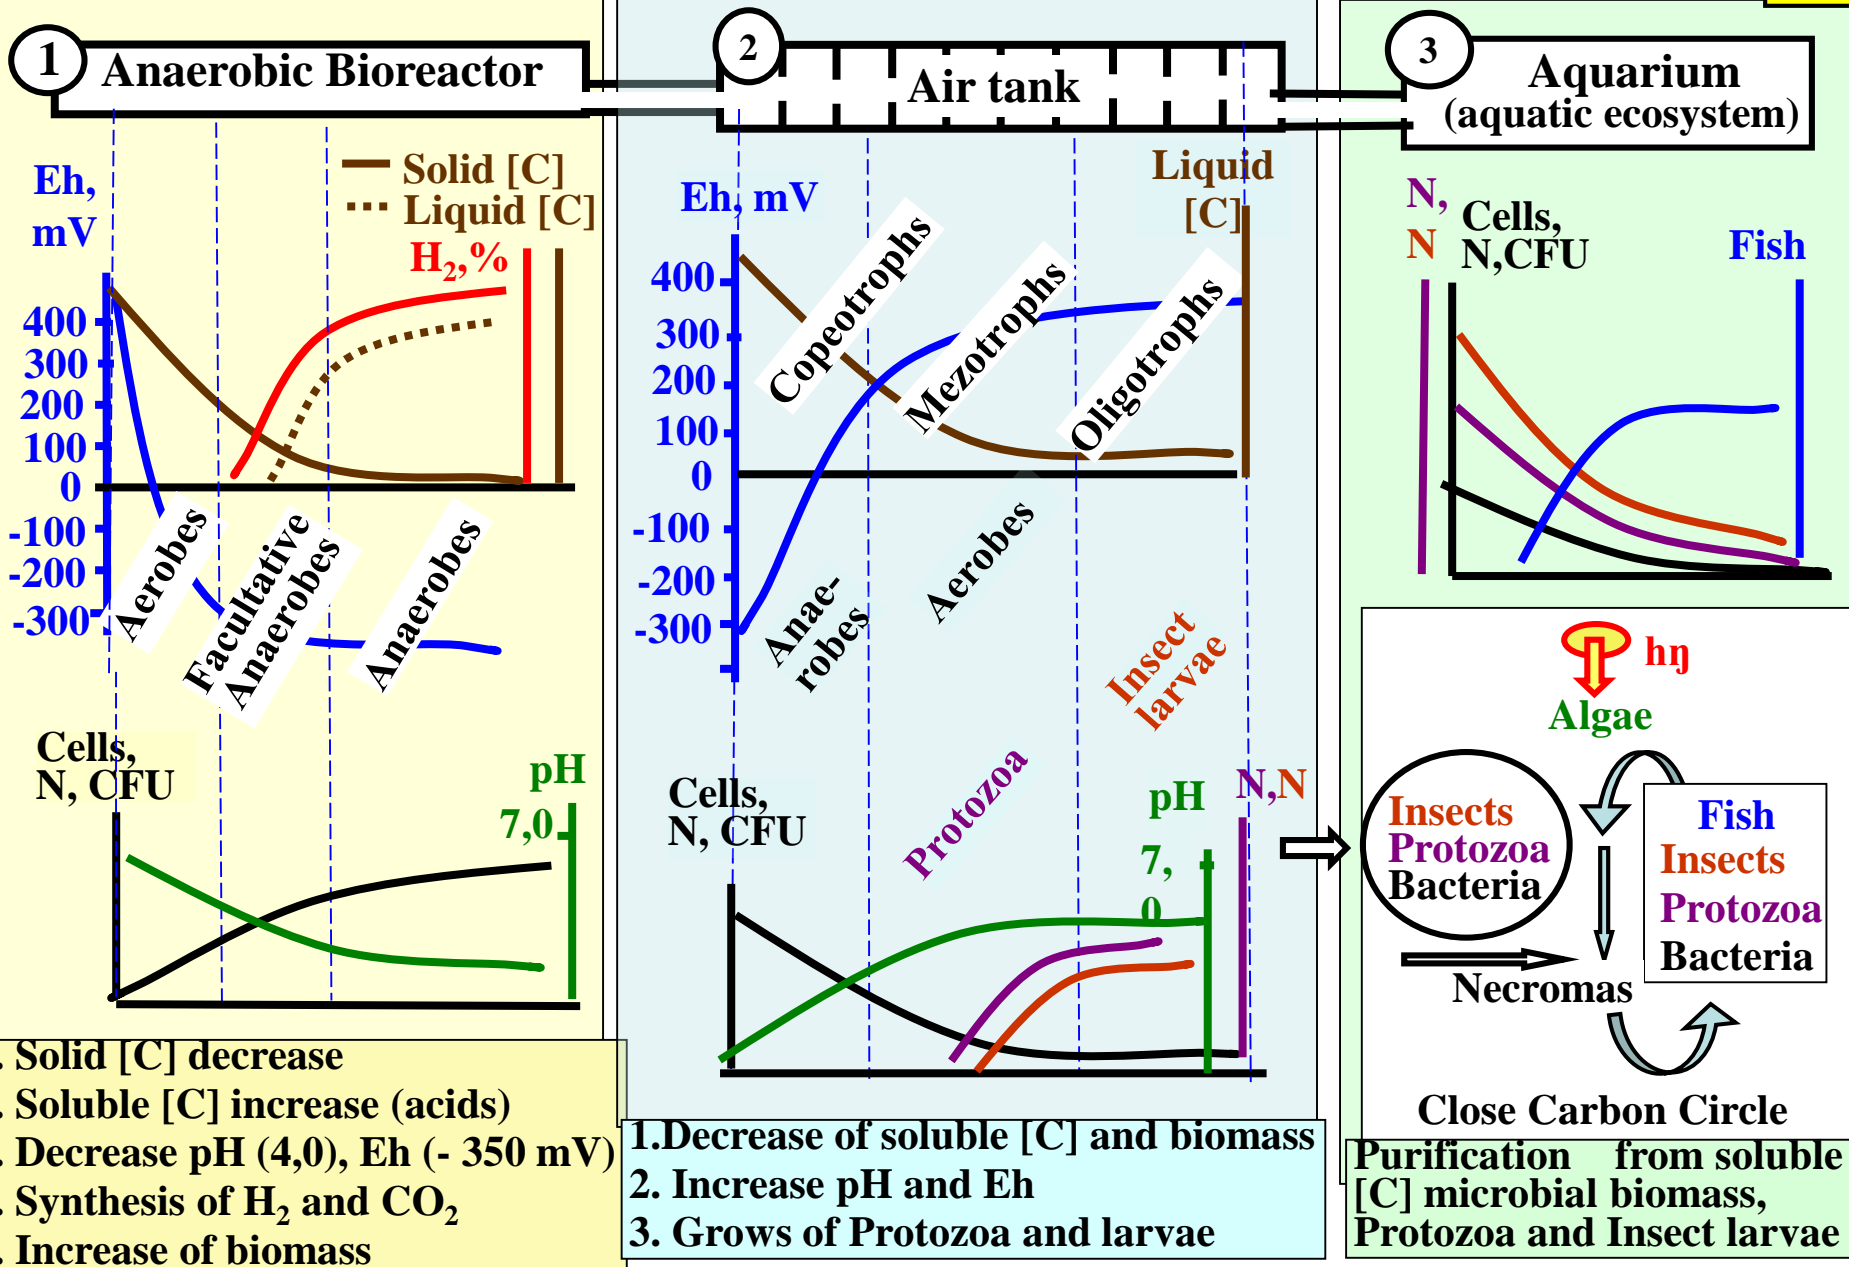 1
Anaerobic Bioreactor
Eh,
mV
Solid [C]
Liquid [C]
H₂,%
400
300
200
100
0
-100
-200
-300
Aerobes
Facultative
Anaerobes
Anaerobes
Cells,
N, CFU
pH
7,0
. Solid [C] decrease
. Soluble [C] increase (acids)
. Decrease pH (4,0), Eh (- 350 mV)
. Synthesis of H₂ and CO₂
. Increase of biomass
2
Air tank
Eh, mV
Liquid
[C]
400
300
200
100
0
-100
-200
-300
Copeotrophs
Mezotrophs
Oligotrophs
Anae-
robes
Aerobes
Insect
larvae
Protozoa
Cells,
N, CFU
pH
7,
0
N,N
1.Decrease of soluble [C] and biomass
2. Increase pH and Eh
3. Grows of Protozoa and larvae
3
Aquarium
(aquatic ecosystem)
N,
N
Cells,
N,CFU
Fish
hŋ
Algae
Insects
Protozoa
Bacteria
Fish
Insects
Protozoa
Bacteria
Necromas
Close Carbon Circle
Purification from soluble
[C] microbial biomass,
Protozoa and Insect larvae